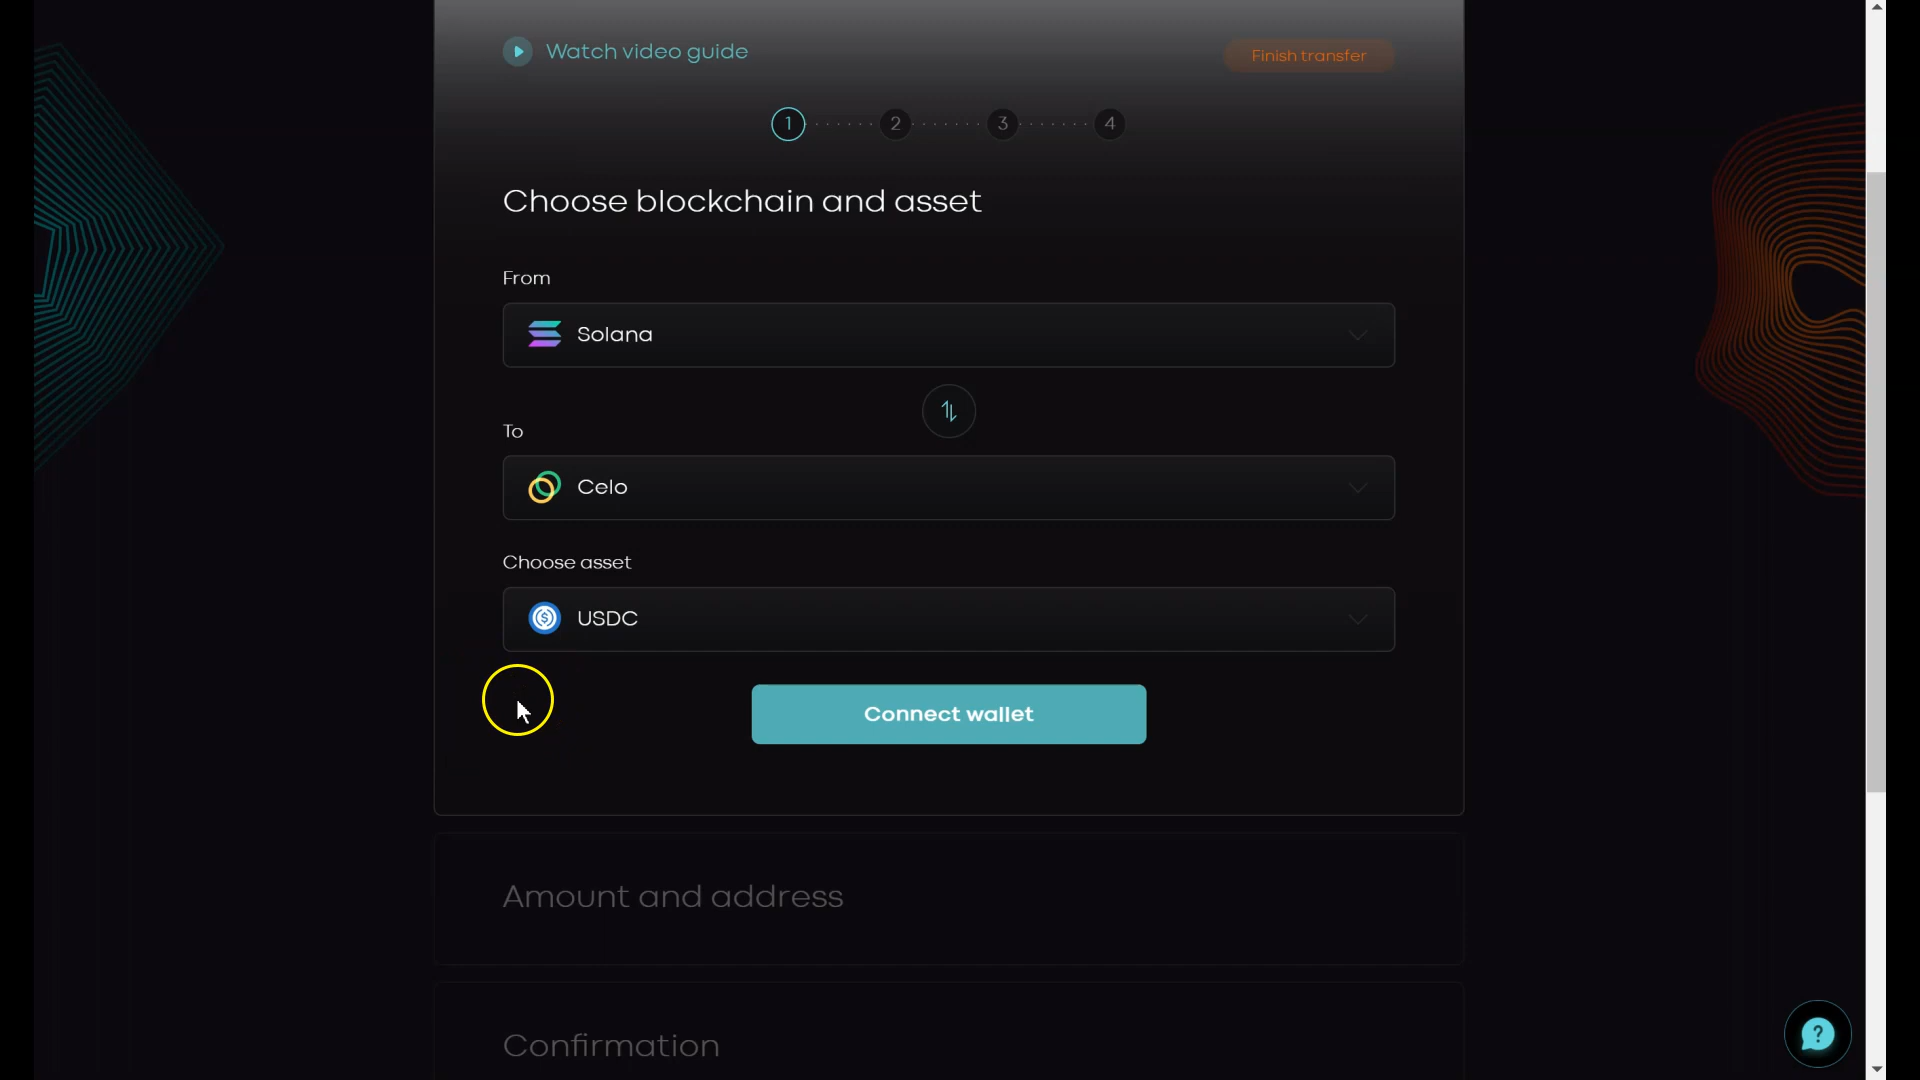 Watch video guide
Finish transfer
1 2 3 4
Choose blockchain and asset
From
Solana
To
Celo
Choose asset
USDC
Connect wallet
Amount and address
Confirmation
?